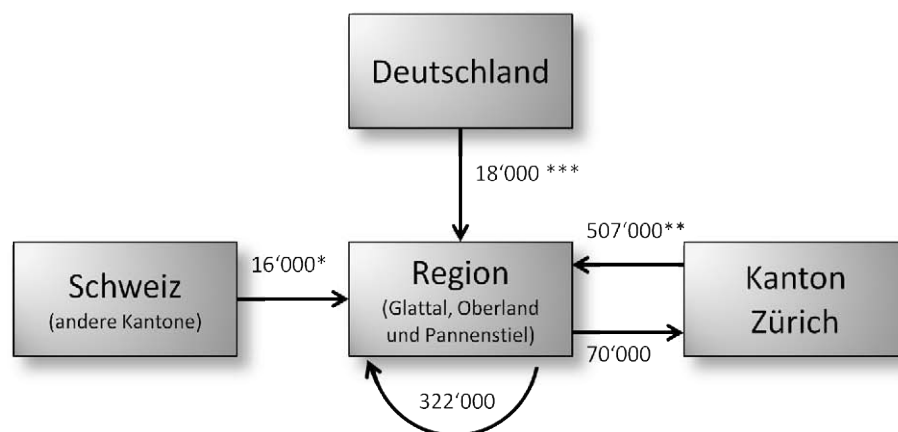 Deutschland
18‘000 ***
507‘000**
16‘000*
Schweiz
(andere Kantone)
Region
(Glattal, Oberland
und Pannenstiel)
Kanton
Zürich
70‘000
322‘000